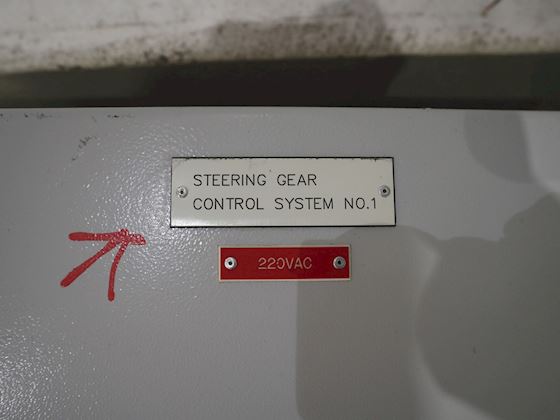 STEERING GEAR
CONTROL SYSTEM NO.1
220VAC